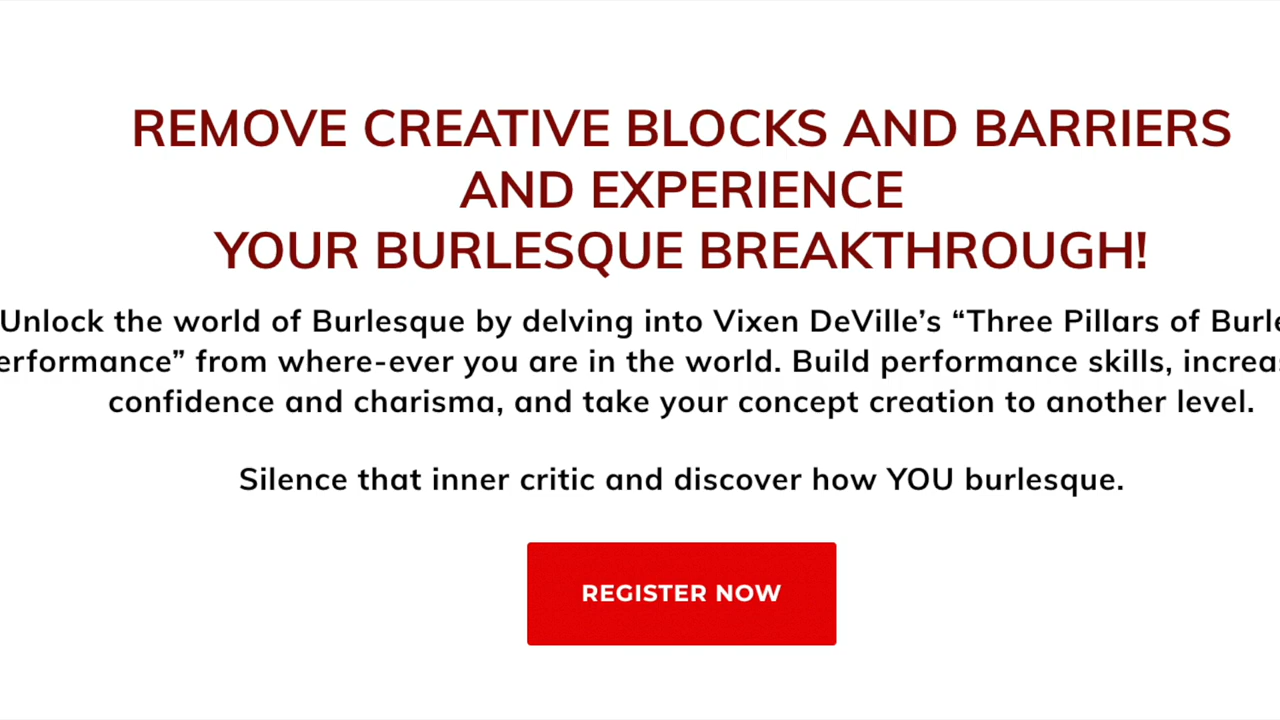 REMOVE CREATIVE BLOCKS AND BARRIERS
AND EXPERIENCE
YOUR BURLESQUE BREAKTHROUGH!
Unlock the world of Burlesque by delving into Vixen DeVille’s “Three Pillars of Burle
erformance” from where-ever you are in the world. Build performance skills, increas
confidence and charisma, and take your concept creation to another level.
Silence that inner critic and discover how YOU burlesque.
REGISTER NOW